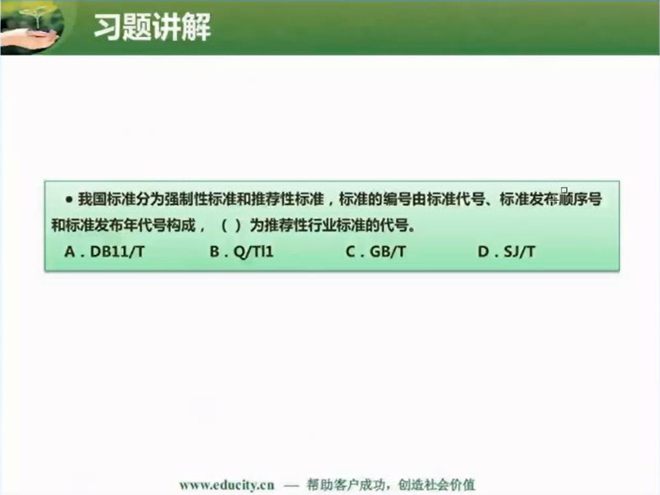 习题讲解
● 我国标准分为强制性标准和推荐性标准，标准的编号由标准代号、标准发布顺序号
和标准发布年代号构成，（ ）为推荐性行业标准的代号。
A．DB11/T B．Q/Tl1 C．GB/T D．SJ/T
www.educity.cn — 帮助客户成功，创造社会价值